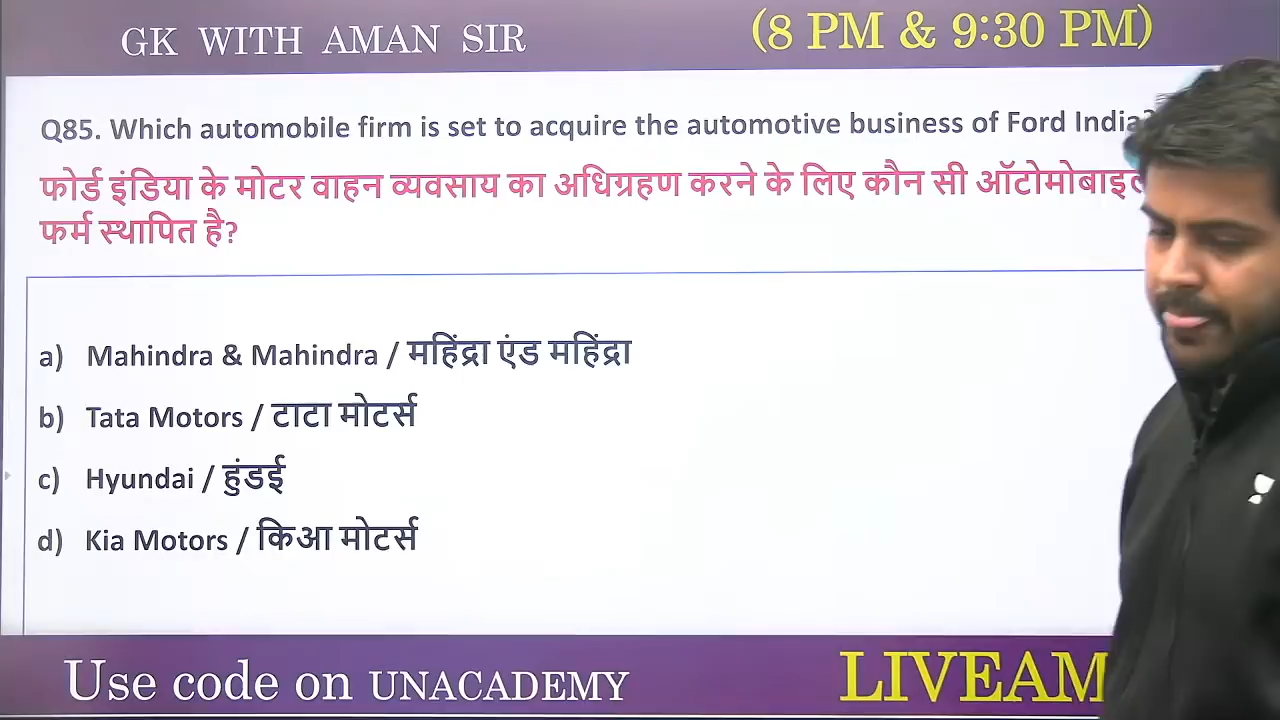 GK WITH AMAN SIR
(8 PM & 9:30 PM)
Q85. Which automobile firm is set to acquire the automotive business of Ford India?
फोर्ड इंडिया के मोटर वाहन व्यवसाय का अधिग्रहण करने के लिए कौन सी
फर्म स्थापित है?
a) Mahindra & Mahindra / महिंद्रा एंड महिंद्रा
b) Tata Motors / टाटा मोटर्स
c) Hyundai / हुंडई
d) Kia Motors / किआ मोटर्स
Use code on UNACADEMY
LIVEAM